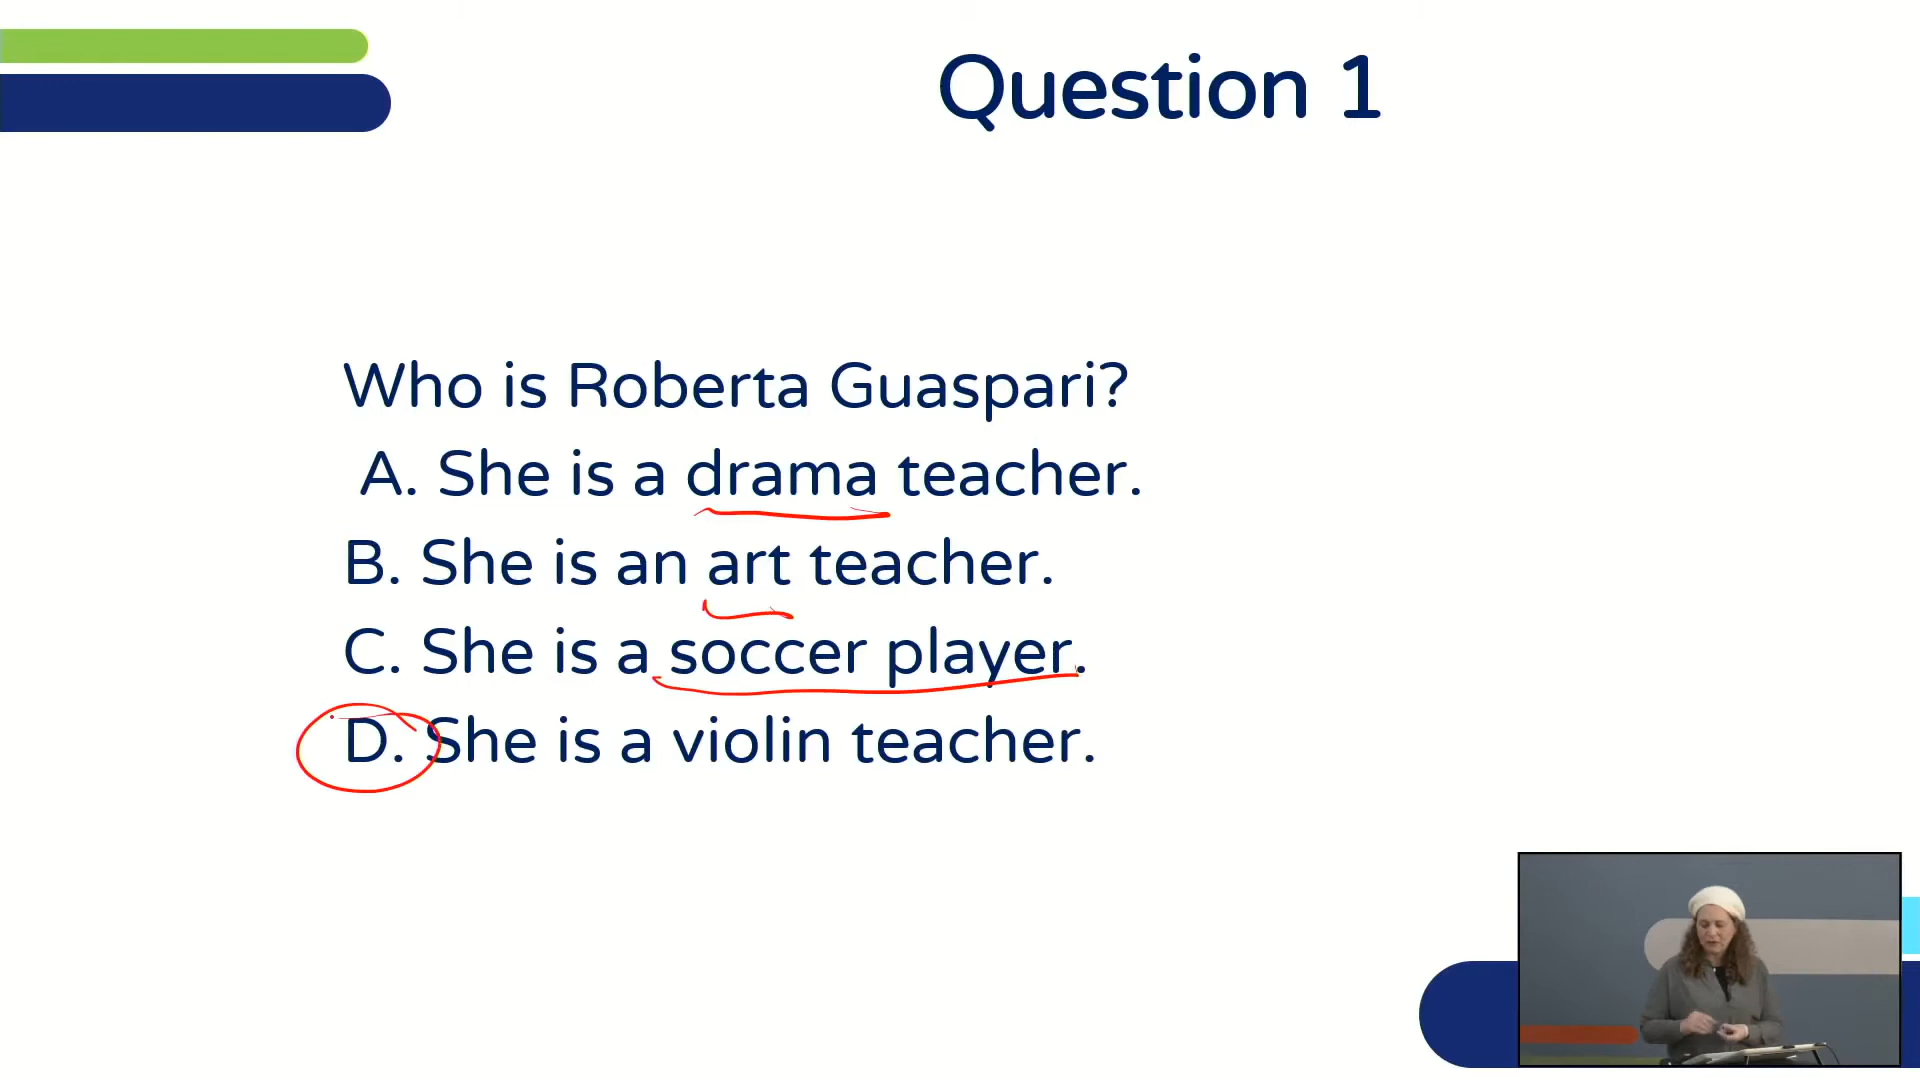 Question 1
Who is Roberta Guaspari?
A. She is a drama teacher.
B. She is an art teacher.
C. She is a soccer player.
D. She is a violin teacher.